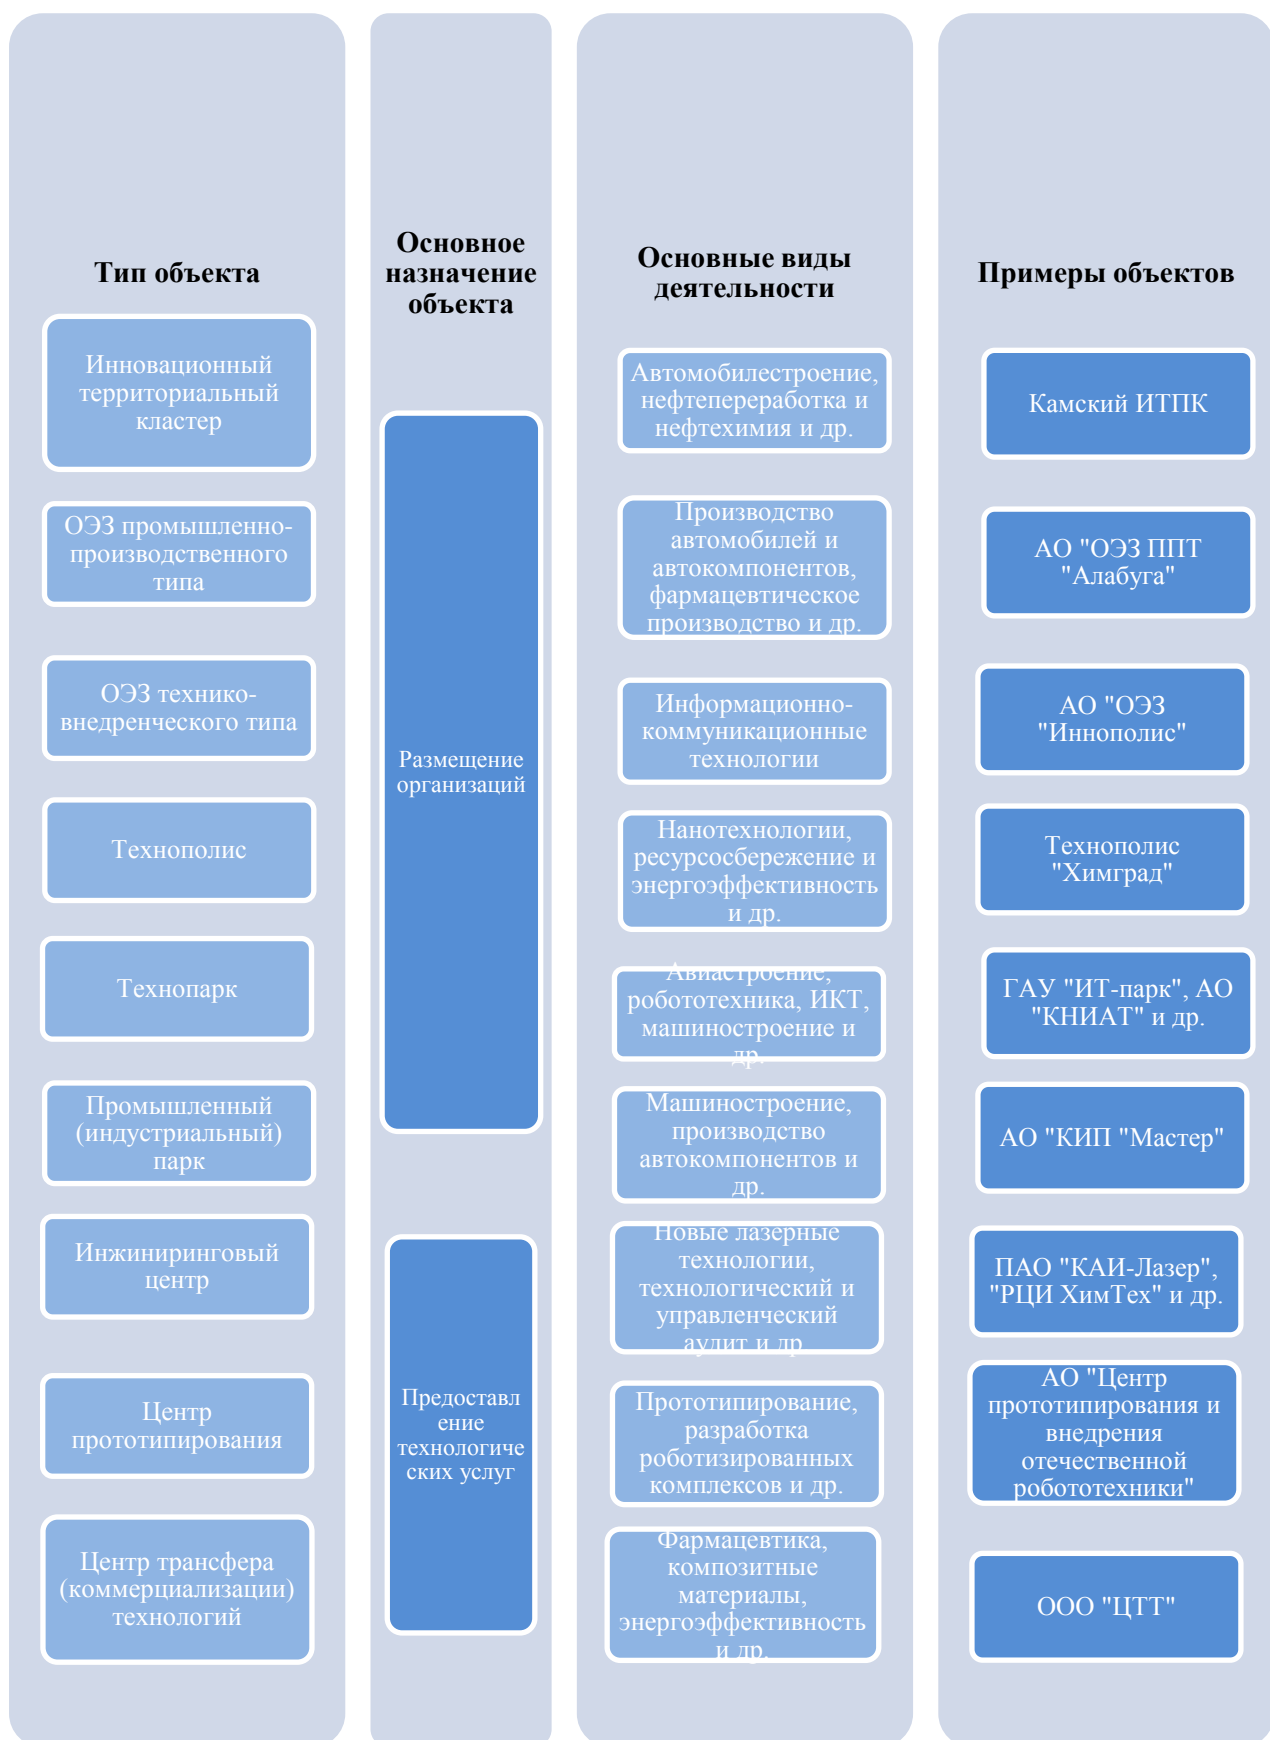 Тип объекта
Инновационный
территориальный
кластер
ОЭЗ промышленно-
производственного
типа
ОЭЗ технико-
внедренческого типа
Технополис
Технопарк
Промышленный
(индустриальный)
парк
Инжиниринговый
центр
Центр
прототипирования
Центр трансфера
(коммерциализации)
технологий
Основное
назначение
объекта
Размещение
организаций
Предоставл
ение
технологиче
ских услуг
Основные виды
деятельности
Автомобилестроение,
нефтепереработка и
нефтехимия и др.
Производство
автомобилей и
автокомпонентов,
фармацевтическое
производство и др.
Информационно-
коммуникационные
технологии
Нанотехнологии,
ресурсосбережение и
энергоэффективность
и др.
Авиастроение,
робототехника, ИКТ,
машиностроение и
др.
Машиностроение,
производство
автокомпонентов и
др.
Новые лазерные
технологии,
технологический и
управленческий
аудит и др
Прототипирование,
разработка
роботизированных
комплексов и др.
Фармацевтика,
композитные
материалы,
энергоэффективность
и др.
Примеры объектов
Камский ИТПК
АО "ОЭЗ ППТ
"Алабуга"
АО "ОЭЗ
"Иннополис"
Технополис
"Химград"
ГАУ "ИТ-парк", АО
"КНИАТ" и др.
АО "КИП "Мастер"
ПАО "КАИ-Лазер",
"РЦИ ХимТех" и др.
АО "Центр
прототипирования и
внедрения
отечественной
робототехники"
ООО "ЦТТ"